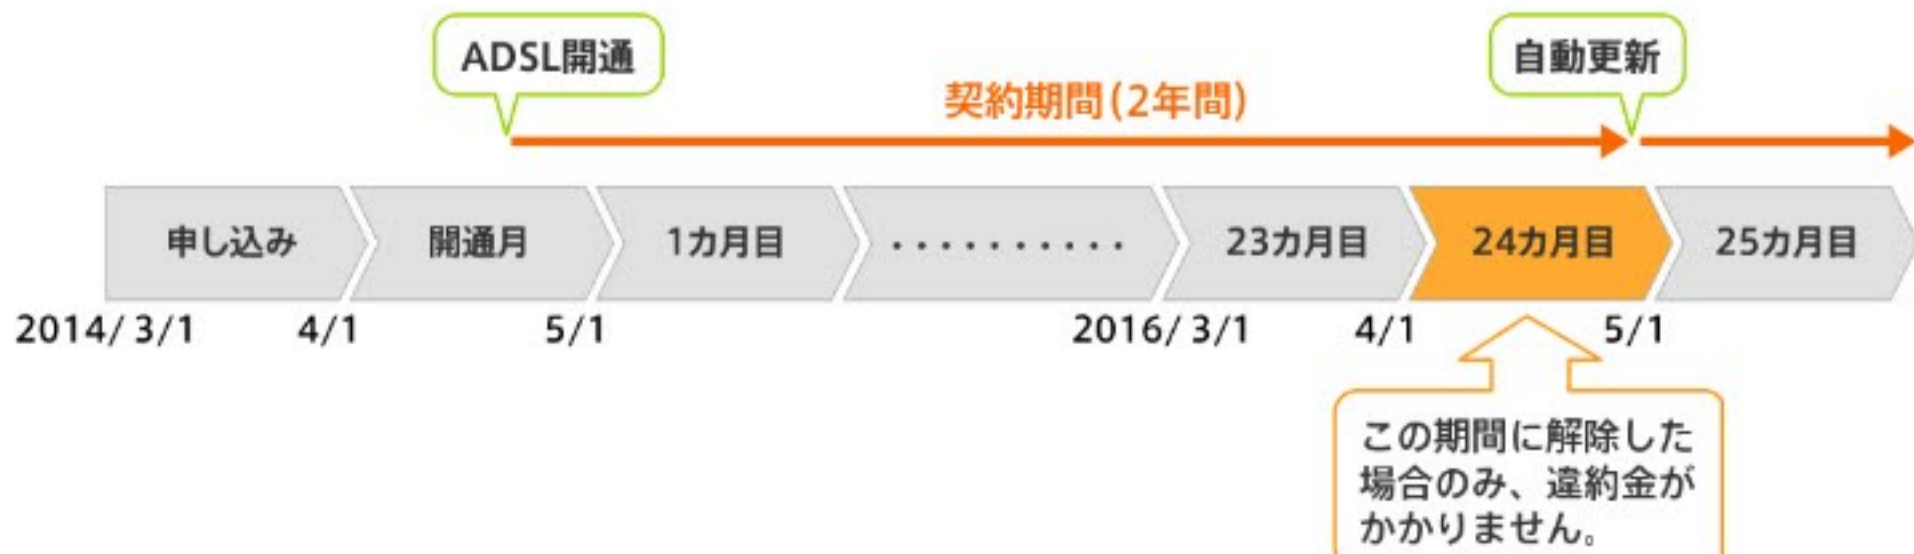 ADSL開通
自動更新
契約期間(2年間)
申し込み
開通月
1カ月目
··········
23カ月目
24カ月目
25カ月目
2014/ 3/1
4/1
5/1
2016/ 3/1
4/1
5/1
この期間に解除した
場合のみ、違約金が
かかりません。